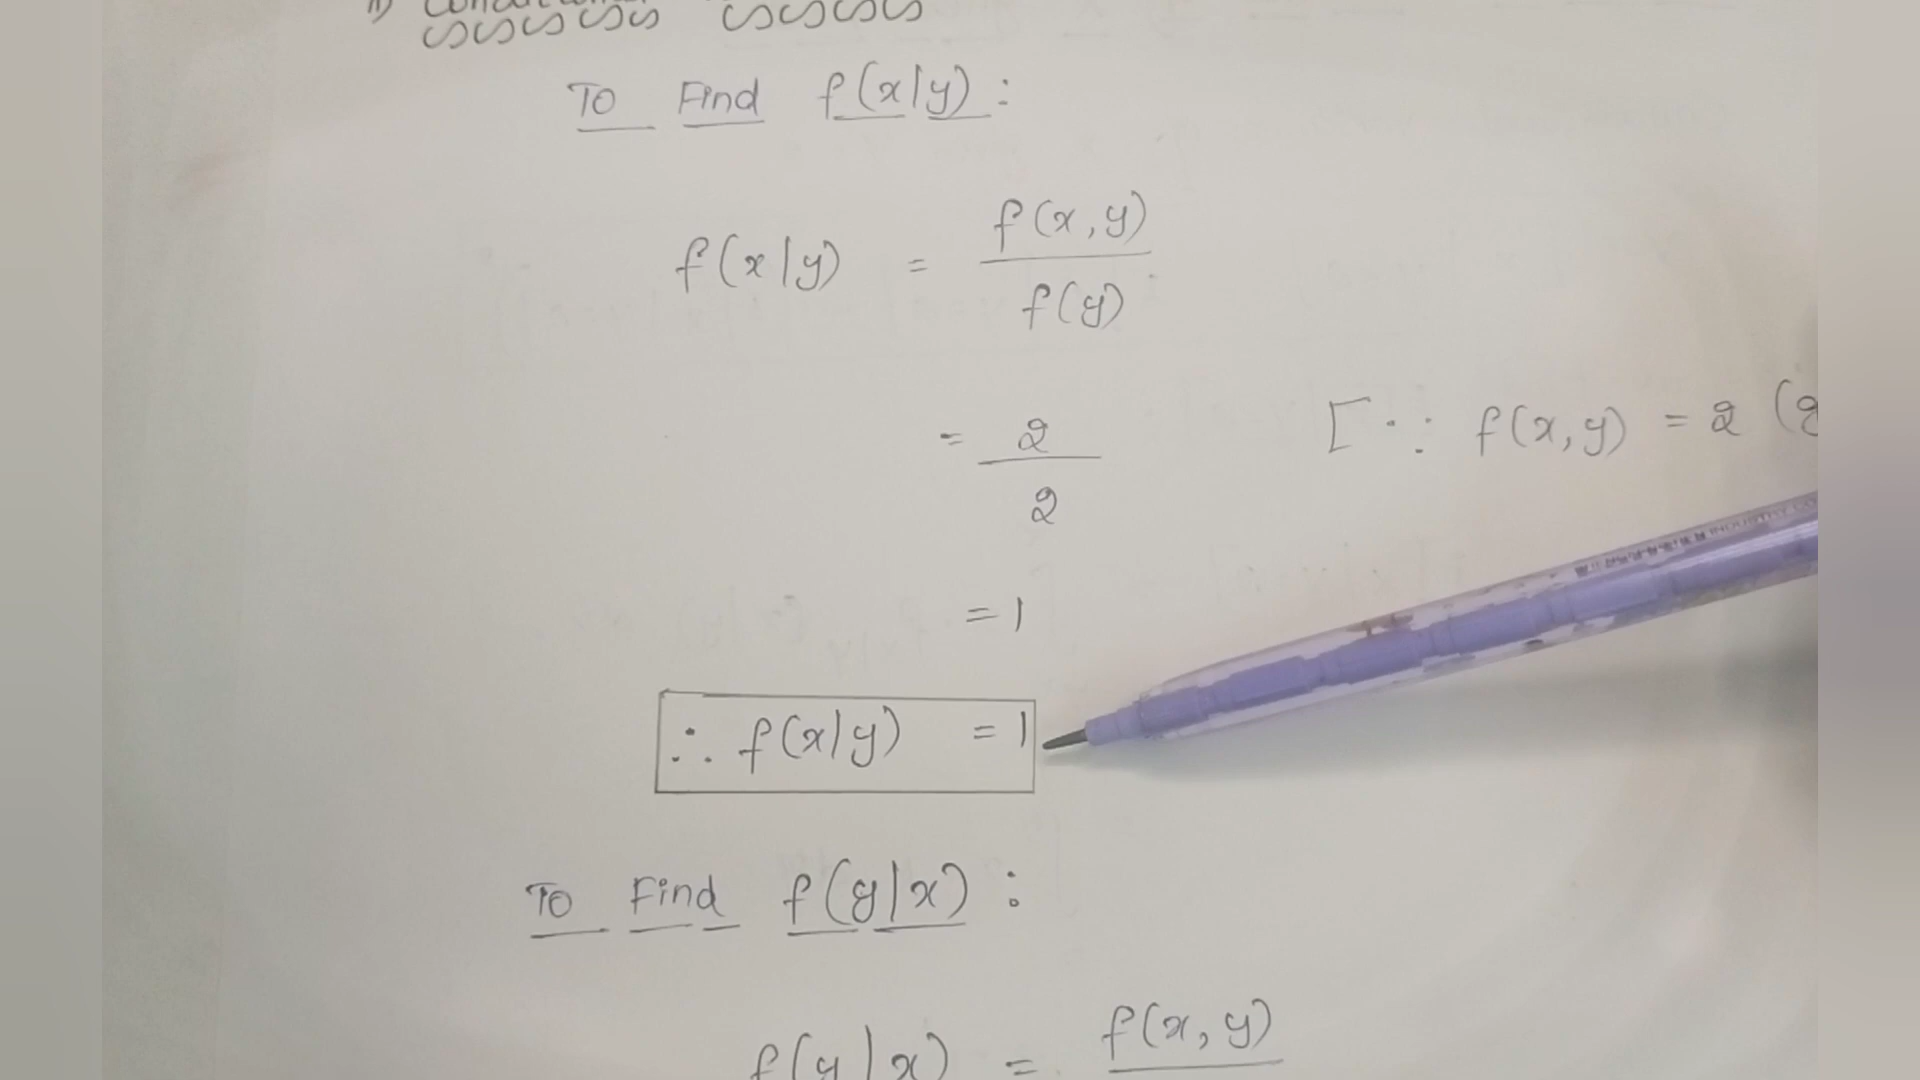 To Find f(x|y) :
f(x|y) = f(x,y) / f(y)
= 2 / 2 [∵ f(x,y) = 2 (
= 1
∴ f(x|y) = 1
To Find f(y|x) :
f(y|x) = f(x,y)